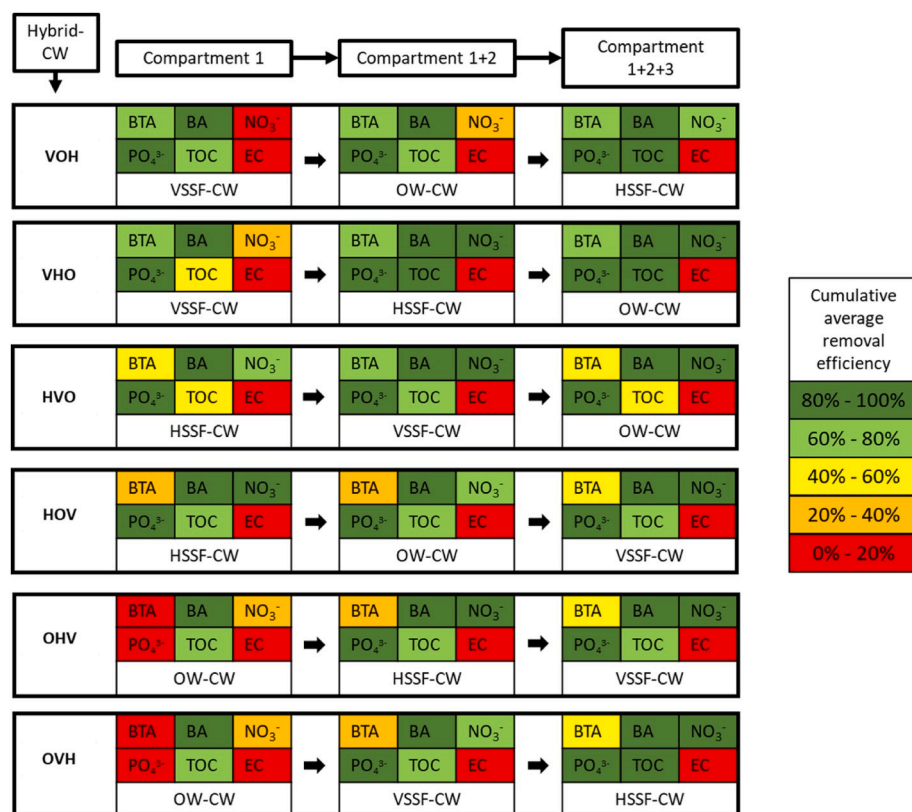 Hybrid-
CW
Compartment 1
Compartment 1+2
Compartment
1+2+3
VOH
BTA BA NO₃⁻
PO₄³⁻ TOC EC
VSSF-CW
BTA BA NO₃⁻
PO₄³⁻ TOC EC
OW-CW
BTA BA NO₃⁻
PO₄³⁻ TOC EC
HSSF-CW
VHO
BTA BA NO₃⁻
PO₄³⁻ TOC EC
VSSF-CW
BTA BA NO₃⁻
PO₄³⁻ TOC EC
HSSF-CW
BTA BA NO₃⁻
PO₄³⁻ TOC EC
OW-CW
HVO
BTA BA NO₃⁻
PO₄³⁻ TOC EC
HSSF-CW
BTA BA NO₃⁻
PO₄³⁻ TOC EC
VSSF-CW
BTA BA NO₃⁻
PO₄³⁻ TOC EC
OW-CW
HOV
BTA BA NO₃⁻
PO₄³⁻ TOC EC
HSSF-CW
BTA BA NO₃⁻
PO₄³⁻ TOC EC
OW-CW
BTA BA NO₃⁻
PO₄³⁻ TOC EC
VSSF-CW
OHV
BTA BA NO₃⁻
PO₄³⁻ TOC EC
OW-CW
BTA BA NO₃⁻
PO₄³⁻ TOC EC
HSSF-CW
BTA BA NO₃⁻
PO₄³⁻ TOC EC
VSSF-CW
OVH
BTA BA NO₃⁻
PO₄³⁻ TOC EC
OW-CW
BTA BA NO₃⁻
PO₄³⁻ TOC EC
VSSF-CW
BTA BA NO₃⁻
PO₄³⁻ TOC EC
HSSF-CW
Cumulative
average
removal
efficiency
80% - 100%
60% - 80%
40% - 60%
20% - 40%
0% - 20%